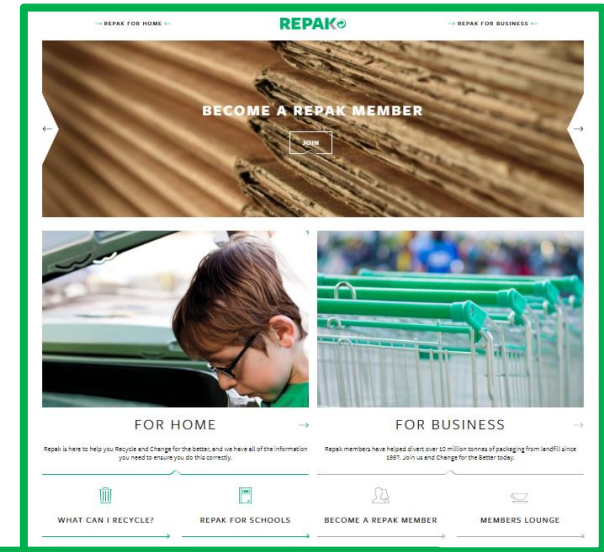 REPAK FOR HOME
REPAK
REPAK FOR BUSINESS
BECOME A REPAK MEMBER
JOIN
FOR HOME
Repak is here to help you Recycle and Change for the better, and we have all of the information
you need to ensure you do this correctly.
FOR BUSINESS
Repak members have helped divert over 10 million tonnes of packaging from landfill since
1997. Join us and Change for the Better today.
WHAT CAN I RECYCLE?
REPAK FOR SCHOOLS
BECOME A REPAK MEMBER
MEMBERS LOUNGE